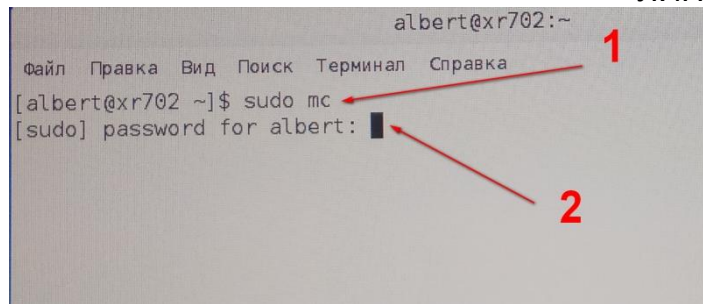 albert@xr702:~
1
Файл Правка Вид Поиск Терминал Справка
[albert@xr702 ~]$ sudo mc
[sudo] password for albert:
2